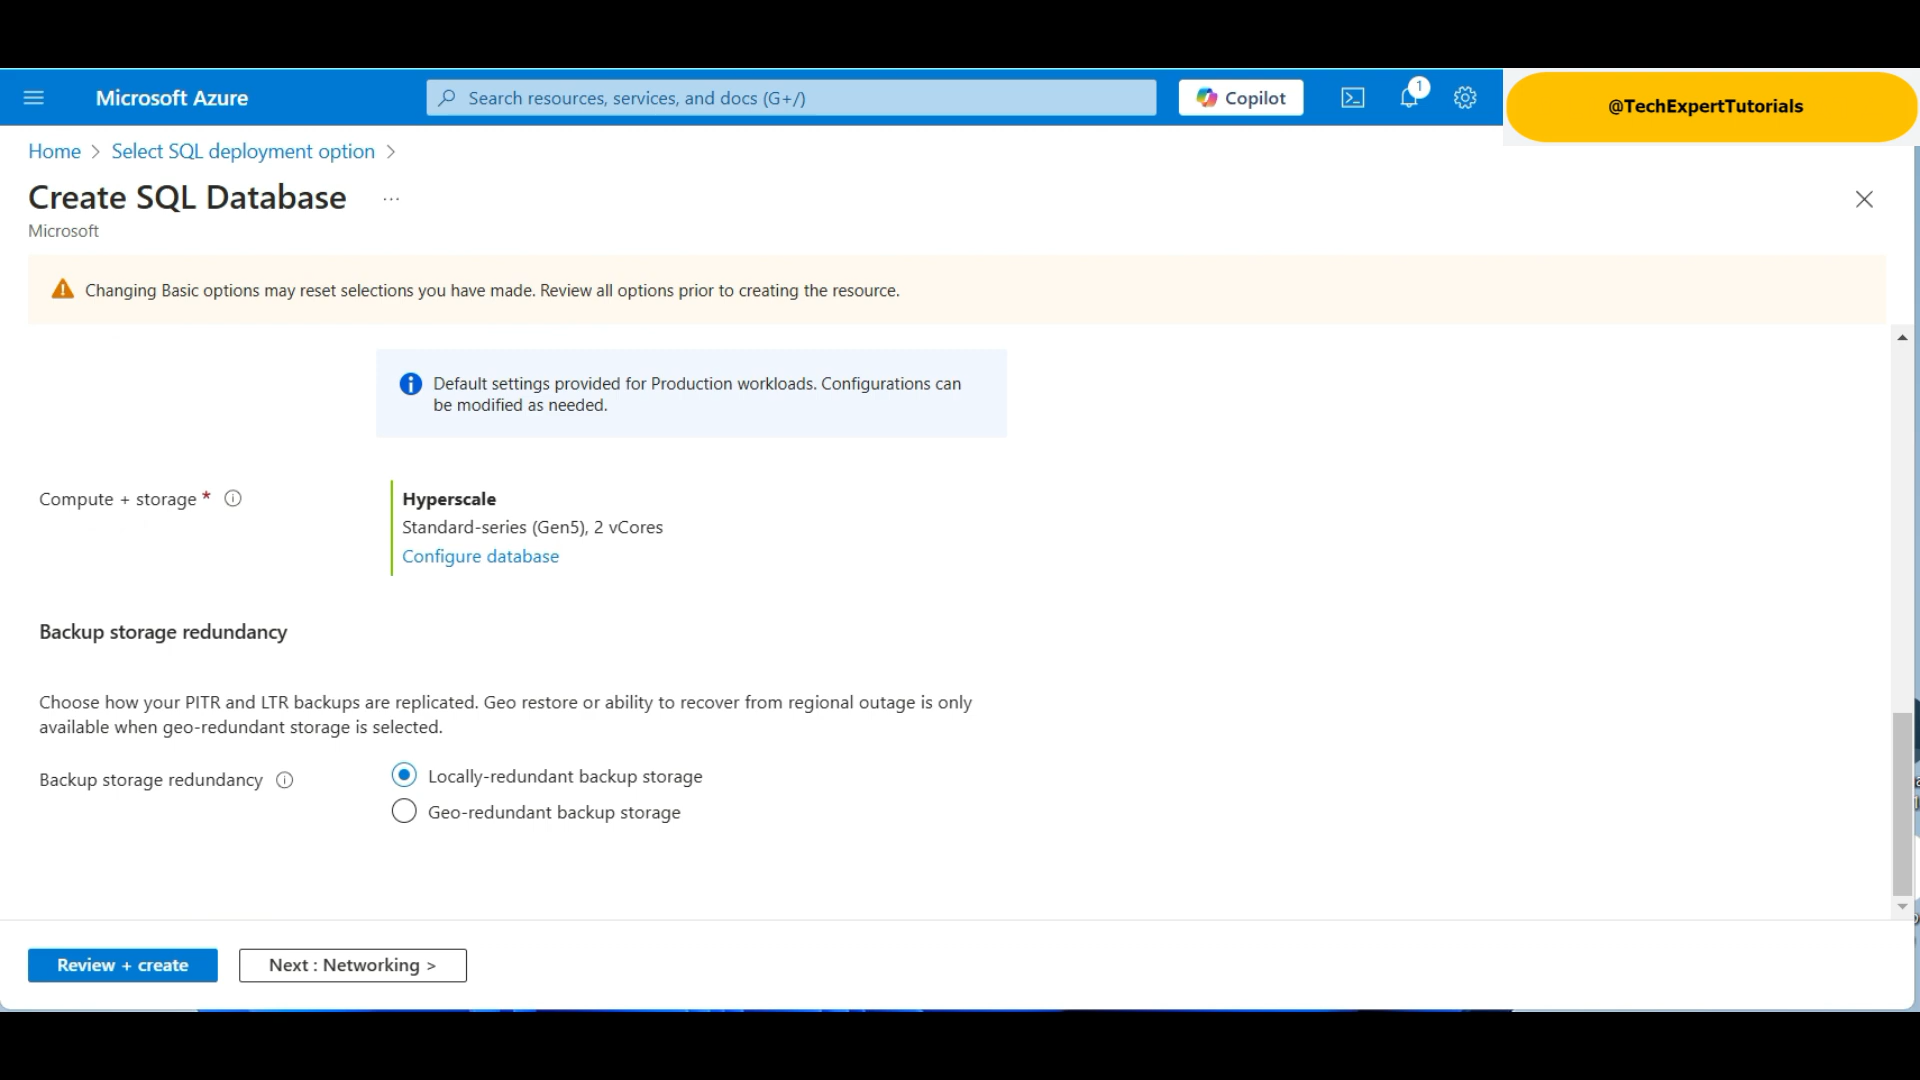 Microsoft Azure
Search resources, services, and docs (G+/)
Copilot
1
@TechExpertTutorials
Home > Select SQL deployment option >
Create SQL Database ...
Microsoft
Changing Basic options may reset selections you have made. Review all options prior to creating the resource.
Default settings provided for Production workloads. Configurations can
be modified as needed.
Compute + storage *
Hyperscale
Standard-series (Gen5), 2 vCores
Configure database
Backup storage redundancy
Choose how your PITR and LTR backups are replicated. Geo restore or ability to recover from regional outage is only
available when geo-redundant storage is selected.
Backup storage redundancy
Locally-redundant backup storage
Geo-redundant backup storage
Review + create
Next : Networking >